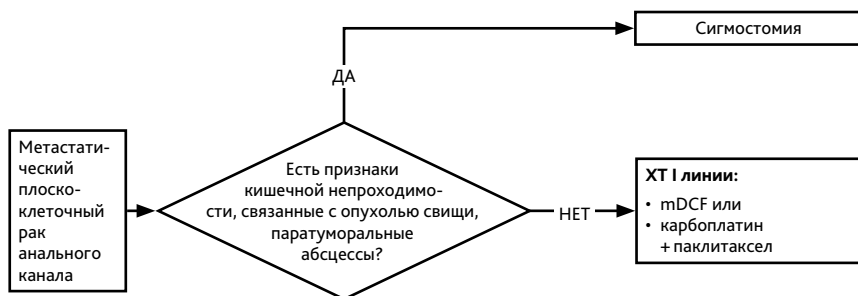 Сигмостомия
ДА
Метастати-
ческий
плоско-
клеточный
рак
анального
канала
Есть признаки
кишечной непроходимо-
сти, связанные с опухолью свищи,
паратуморальные
абсцессы?
НЕТ
ХТ I линии:
• mDCF или
• карбоплатин
+ паклитаксел